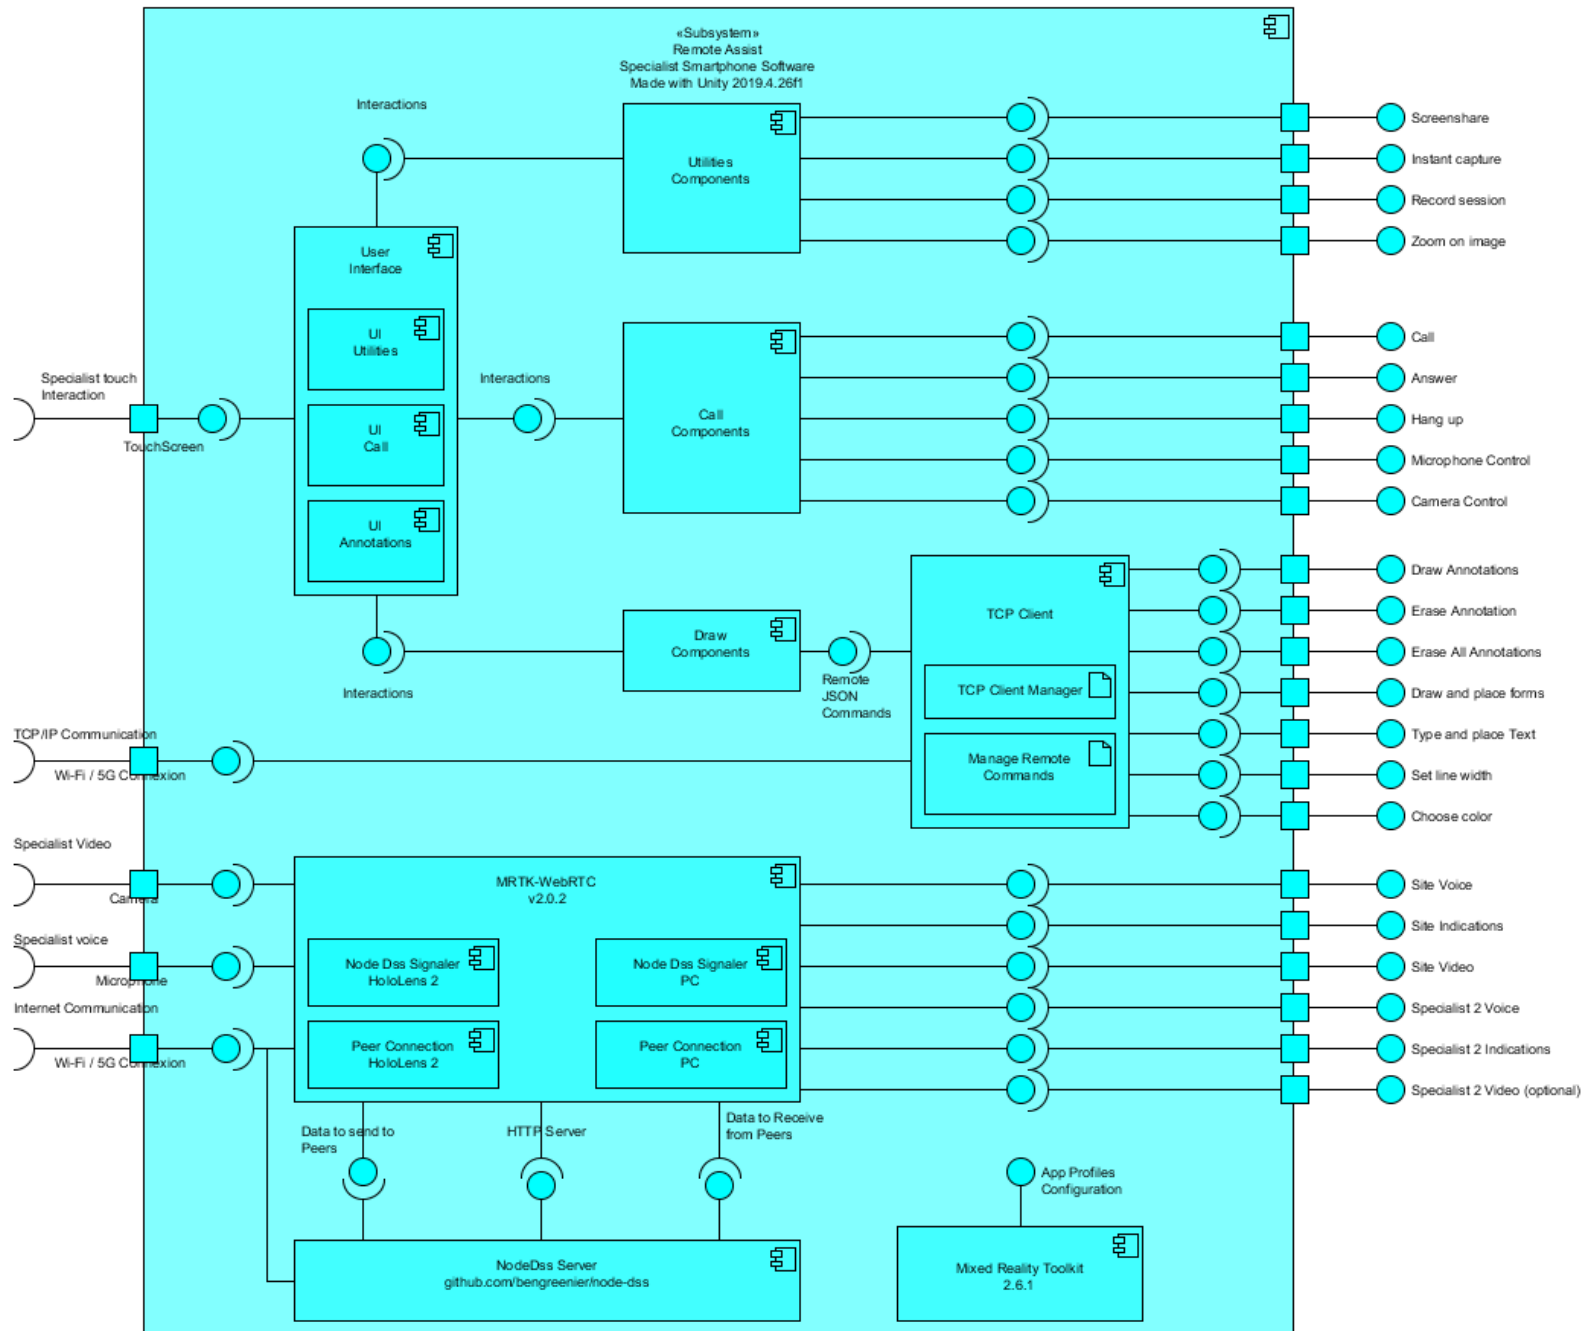 «Subsystem»
Remote Assist
Specialist Smartphone Software
Made with Unity 2019.4.26f1
Interactions
Utilities
Components
Screenshare
Instant capture
Record session
Zoom on image
User
Interface
UI
Utilities
UI
Call
UI
Annotations
Specialist touch
Interaction
TouchScreen
Interactions
Call
Components
Call
Answer
Hang up
Microphone Control
Camera Control
Interactions
Draw
Components
Remote
JSON
Commands
TCP Client
TCP Client Manager
Manage Remote
Commands
Draw Annotations
Erase Annotation
Erase All Annotations
Draw and place forms
Type and place Text
Set line width
Choose color
TCP/IP Communication
Wi-Fi / 5G Connexion
Specialist Video
Camera
Specialist voice
Microphone
Internet Communication
Wi-Fi / 5G Connexion
MRTK-WebRTC
v2.0.2
Node Dss Signaler
HoloLens 2
Node Dss Signaler
PC
Peer Connection
HoloLens 2
Peer Connection
PC
Site Voice
Site Indications
Site Video
Specialist 2 Voice
Specialist 2 Indications
Specialist 2 Video (optional)
Data to send to
Peers
HTTP Server
Data to Receive
from Peers
NodeDss Server
github.com/bengreenier/node-dss
App Profiles
Configuration
Mixed Reality Toolkit
2.6.1